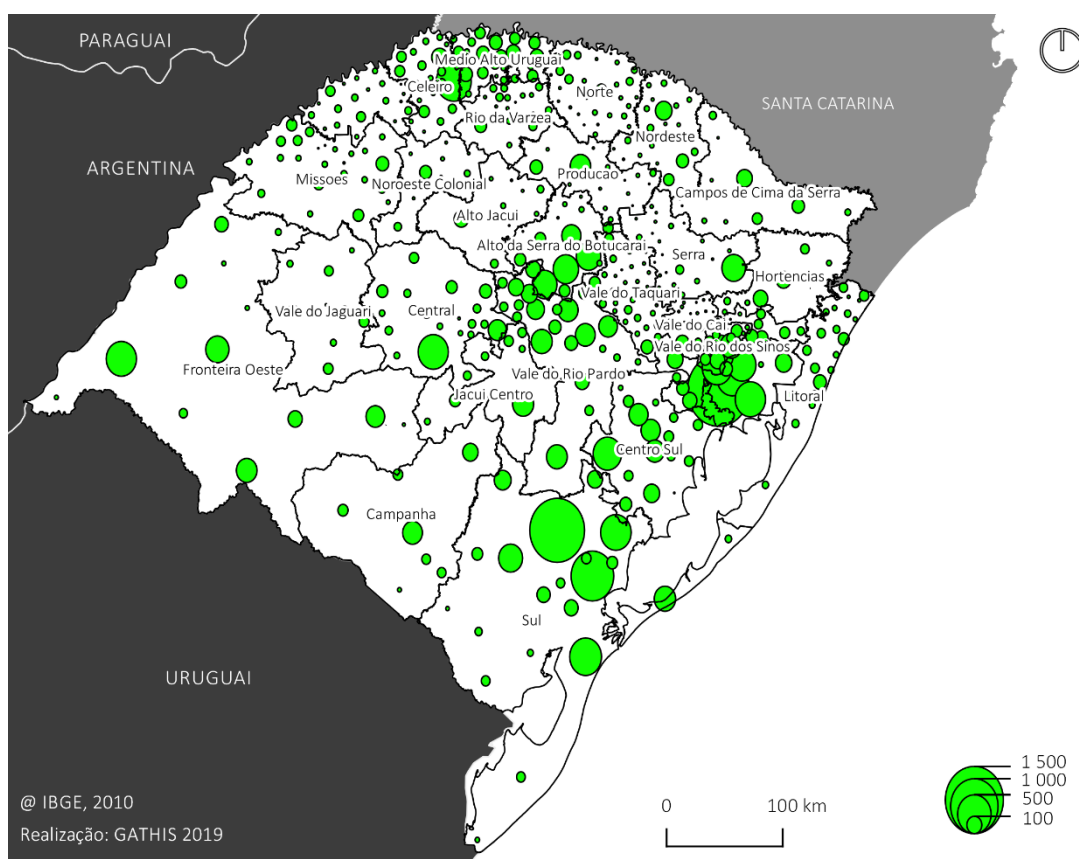 PARAGUAI
SANTA CATARINA
ARGENTINA
Medio Alto Uruguai
Celeiro
Norte
Rio da Varzea
Nordeste
Missoes
Noroeste Colonial
Producao
Campos de Cima da Serra
Alto Jacui
Alto da Serra do Botucarai
Serra
Hortencias
Vale do Taquari
Vale do Jaguari
Central
Vale do Cai
Vale do Rio dos Sinos
Fronteira Oeste
Vale do Rio Pardo
Litoral
Jacui Centro
Centro Sul
Campanha
Sul
URUGUAI
1 500
1 000
500
100
0
100 km
@ IBGE, 2010
Realização: GATHIS 2019